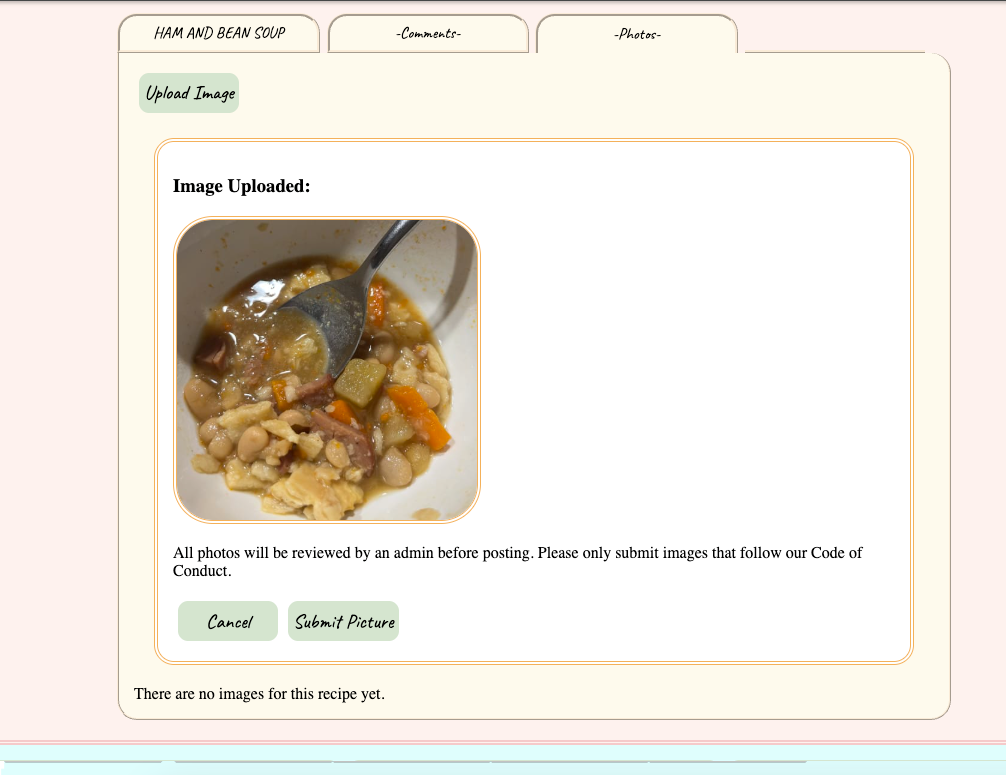 HAM AND BEAN SOUP
-Comments-
-Photos-
Upload Image
Image Uploaded:
All photos will be reviewed by an admin before posting. Please only submit images that follow our Code of
Conduct.
Cancel
Submit Picture
There are no images for this recipe yet.